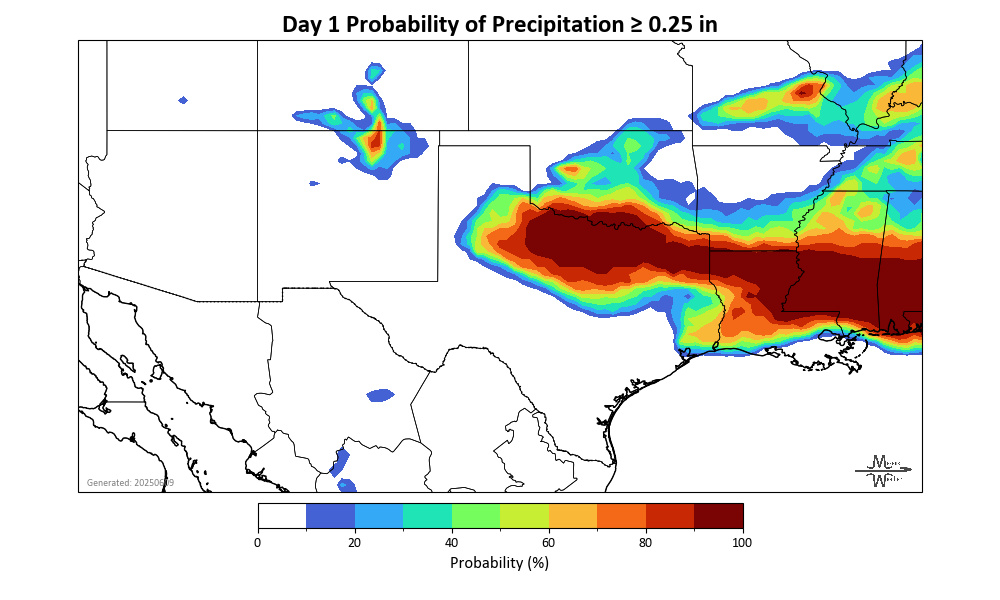 Day 1 Probability of Precipitation ≥ 0.25 in
Generated: 20250609
0 20 40 60 80 100
Probability (%)